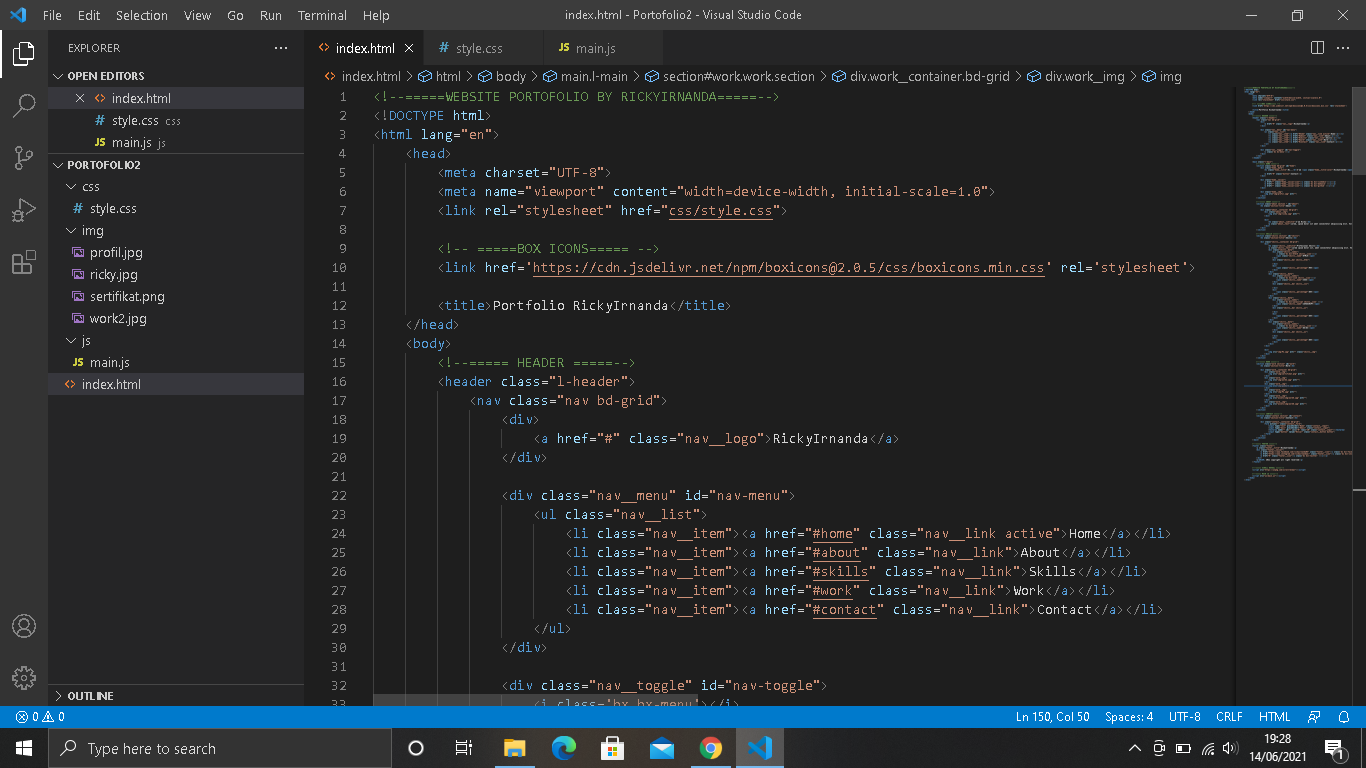 File Edit Selection View Go Run Terminal Help index.html - Portofolio2 - Visual Studio Code
EXPLORER
OPEN EDITORS
index.html
style.css css
main.js js
PORTOFOLIO2
css
style.css
img
profil.jpg
ricky.jpg
sertifikat.png
work2.jpg
js
main.js
index.html
OUTLINE
index.html style.css main.js
index.html > html > body > main.l-main > section#work.work.section > div.work_container.bd-grid > div.work_img > img
1 <!--=====WEBSITE PORTOFOLIO BY RICKYIRNANDA=====-->
2 <!DOCTYPE html>
3 <html lang="en">
4 <head>
5 <meta charset="UTF-8">
6 <meta name="viewport" content="width=device-width, initial-scale=1.0">
7 <link rel="stylesheet" href="css/style.css">
8
9 <!-- =====BOX ICONS===== -->
10 <link href='https://cdn.jsdelivr.net/npm/boxicons@2.0.5/css/boxicons.min.css' rel='stylesheet'>
11
12 <title>Portfolio RickyIrnanda</title>
13 </head>
14 <body>
15 <!--===== HEADER =====-->
16 <header class="l-header">
17 <nav class="nav bd-grid">
18 <div>
19 <a href="#" class="nav__logo">RickyIrnanda</a>
20 </div>
21
22 <div class="nav__menu" id="nav-menu">
23 <ul class="nav__list">
24 <li class="nav__item"><a href="#home" class="nav__link active">Home</a></li>
25 <li class="nav__item"><a href="#about" class="nav__link">About</a></li>
26 <li class="nav__item"><a href="#skills" class="nav__link">Skills</a></li>
27 <li class="nav__item"><a href="#work" class="nav__link">Work</a></li>
28 <li class="nav__item"><a href="#contact" class="nav__link">Contact</a></li>
29 </ul>
30 </div>
31
32 <div class="nav__toggle" id="nav-toggle">
33 <i class='bx bx-menu'></i>
0 0 Ln 150, Col 50 Spaces: 4 UTF-8 CRLF HTML
Type here to search
19:28
14/06/2021
1